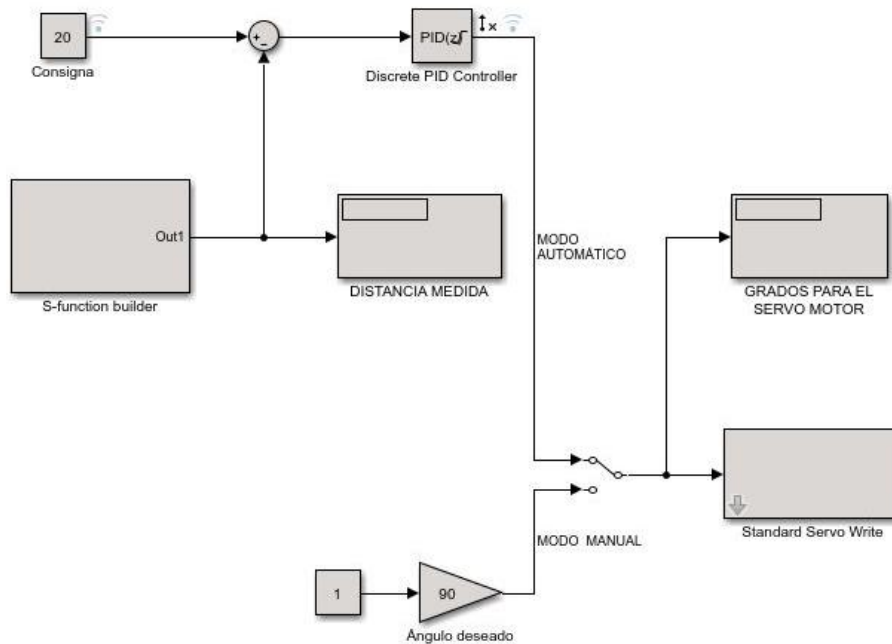 20
Consigna
+
-
PID(z)
x
Discrete PID Controller
Out1
S-function builder
DISTANCIA MEDIDA
MODO
AUTOMÁTICO
GRADOS PARA EL
SERVO MOTOR
Standard Servo Write
MODO MANUAL
1
90
Ángulo deseado